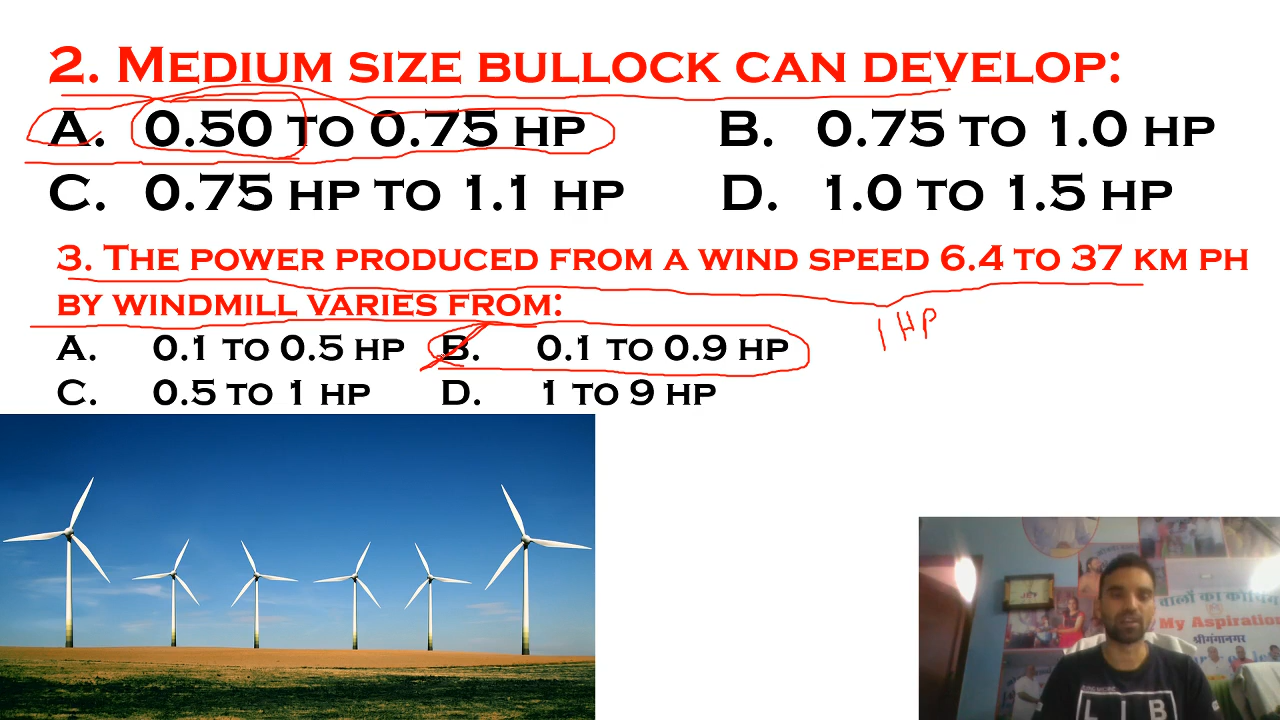 2. MEDIUM SIZE BULLOCK CAN DEVELOP:
A. 0.50 TO 0.75 HP B. 0.75 TO 1.0 HP
C. 0.75 HP TO 1.1 HP D. 1.0 TO 1.5 HP
3. THE POWER PRODUCED FROM A WIND SPEED 6.4 TO 37 KM PH
BY WINDMILL VARIES FROM:
1 HP
A. 0.1 TO 0.5 HP B. 0.1 TO 0.9 HP
C. 0.5 TO 1 HP D. 1 TO 9 HP
JET
वालों का कोचिंग
My Aspiration
श्रीगंगानगर
LIB